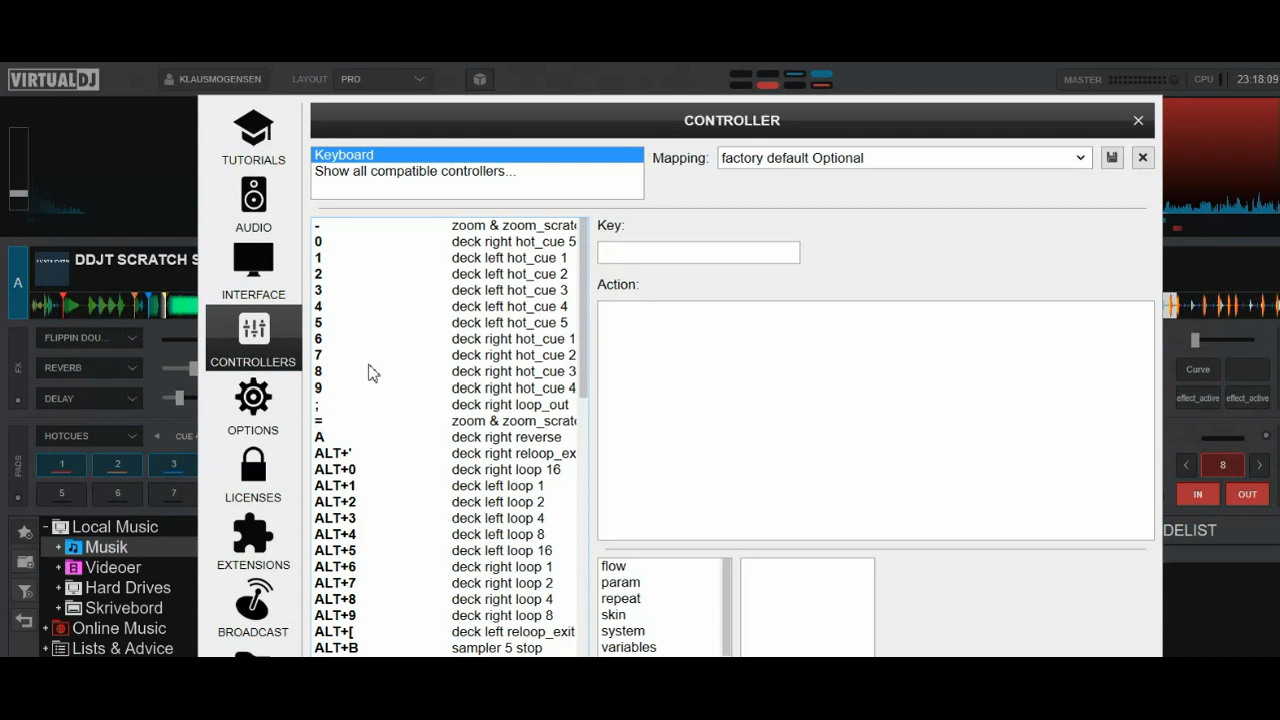 VIRTUALDJ KLAUSMOGENSEN LAYOUT PRO MASTER CPU 23:18:09
CONTROLLER
TUTORIALS
AUDIO
INTERFACE
CONTROLLERS
OPTIONS
LICENSES
EXTENSIONS
BROADCAST
Keyboard
Show all compatible controllers...
Mapping: factory default Optional
- zoom & zoom_scratc
0 deck right hot_cue 5
1 deck left hot_cue 1
2 deck left hot_cue 2
3 deck left hot_cue 3
4 deck left hot_cue 4
5 deck left hot_cue 5
6 deck right hot_cue 1
7 deck right hot_cue 2
8 deck right hot_cue 3
9 deck right hot_cue 4
; deck right loop_out
= zoom & zoom_scratc
A deck right reverse
ALT+' deck right reloop_ex
ALT+0 deck right loop 16
ALT+1 deck left loop 1
ALT+2 deck left loop 2
ALT+3 deck left loop 4
ALT+4 deck left loop 8
ALT+5 deck left loop 16
ALT+6 deck right loop 1
ALT+7 deck right loop 2
ALT+8 deck right loop 4
ALT+9 deck right loop 8
ALT+[ deck left reloop_exit
ALT+B sampler 5 stop
Key:
Action:
flow
param
repeat
skin
system
variables
A DDJT SCRATCH S
FX
FLIPPIN DOU...
REVERB
DELAY
PADS
HOTCUES CUE
1 2 3
5 6 7
Local Music
Musik
Videoer
Hard Drives
Skrivebord
Online Music
Lists & Advice
Curve
effect_active effect_active
8
IN OUT
DELIST